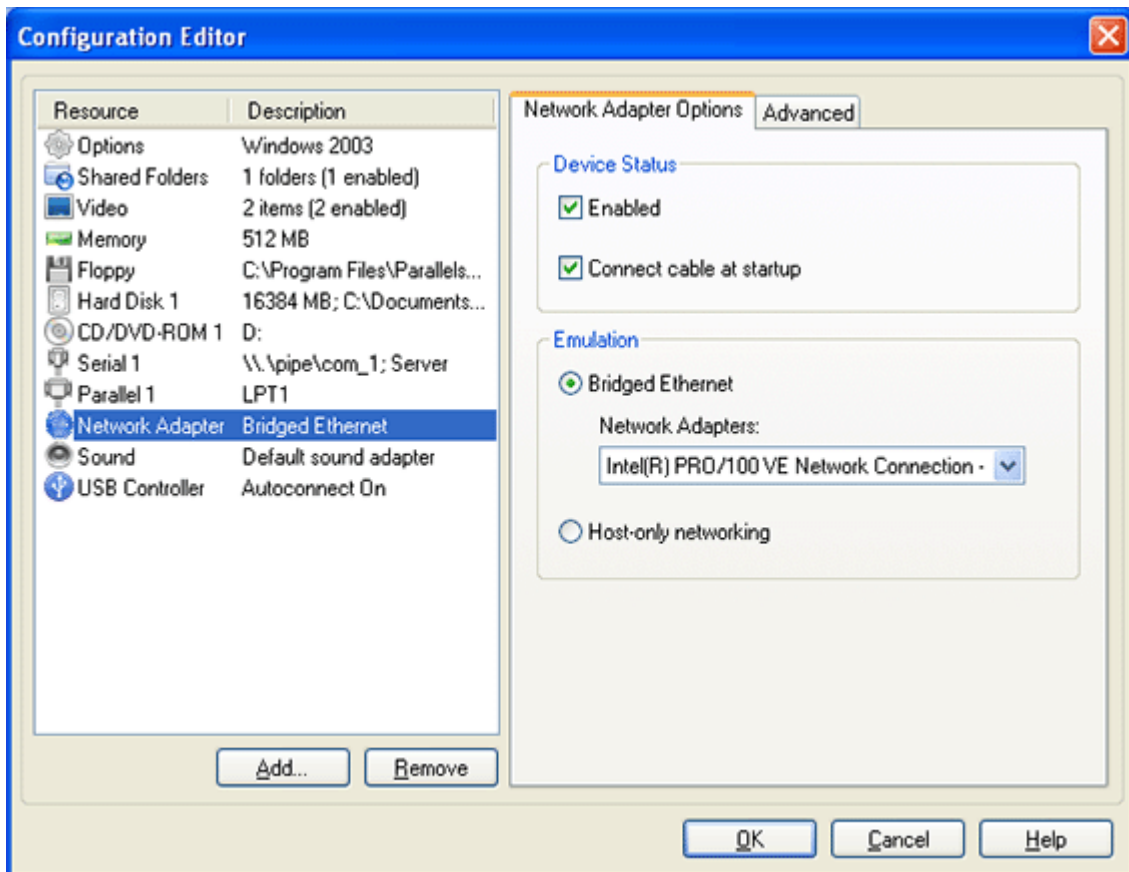 Configuration Editor
Resource Description
Options Windows 2003
Shared Folders 1 folders (1 enabled)
Video 2 items (2 enabled)
Memory 512 MB
Floppy C:\Program Files\Parallels...
Hard Disk 1 16384 MB; C:\Documents...
CD/DVD-ROM 1 D:
Serial 1 \\.\pipe\com_1; Server
Parallel 1 LPT1
Network Adapter Bridged Ethernet
Sound Default sound adapter
USB Controller Autoconnect On
Add... Remove
Network Adapter Options Advanced
Device Status
Enabled
Connect cable at startup
Emulation
Bridged Ethernet
Network Adapters:
Intel(R) PRO/100 VE Network Connection -
Host-only networking
OK Cancel Help